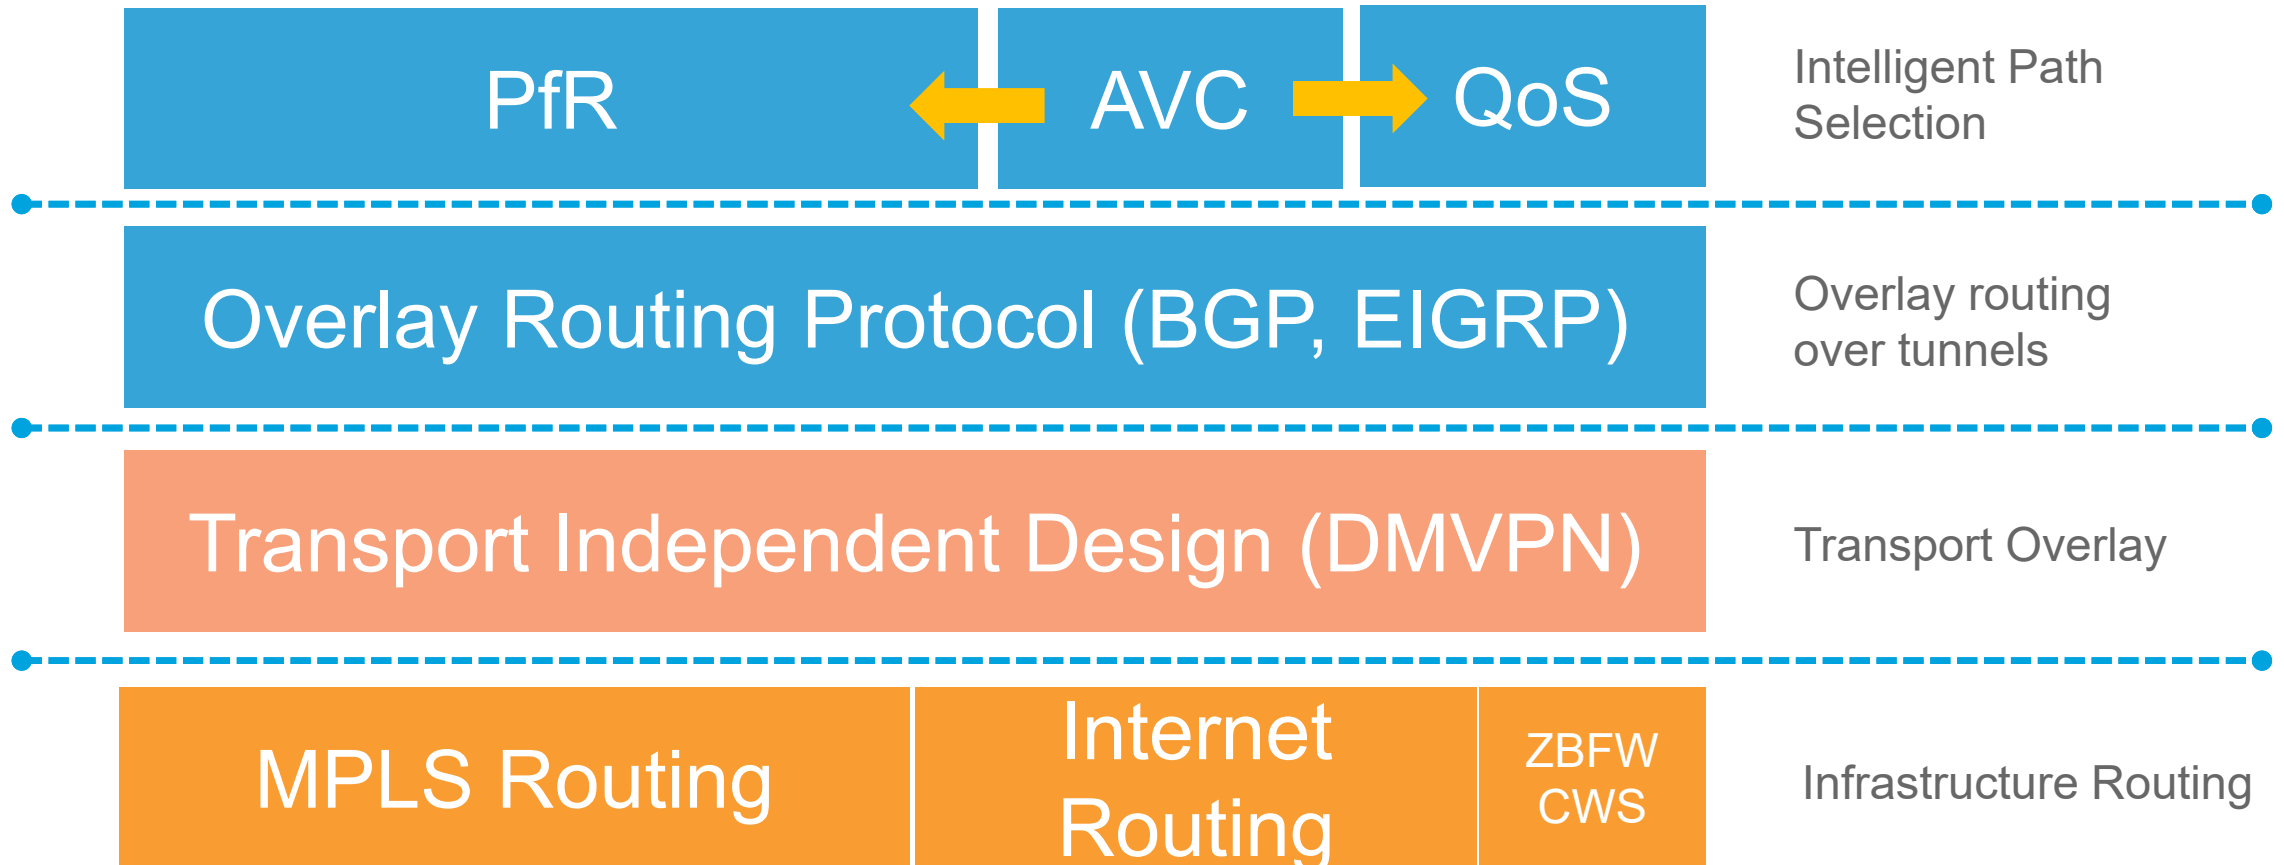 PfR
AVC
QoS
Intelligent Path
Selection
Overlay Routing Protocol (BGP, EIGRP)
Overlay routing
over tunnels
Transport Independent Design (DMVPN)
Transport Overlay
MPLS Routing
Internet
Routing
ZBFW
CWS
Infrastructure Routing